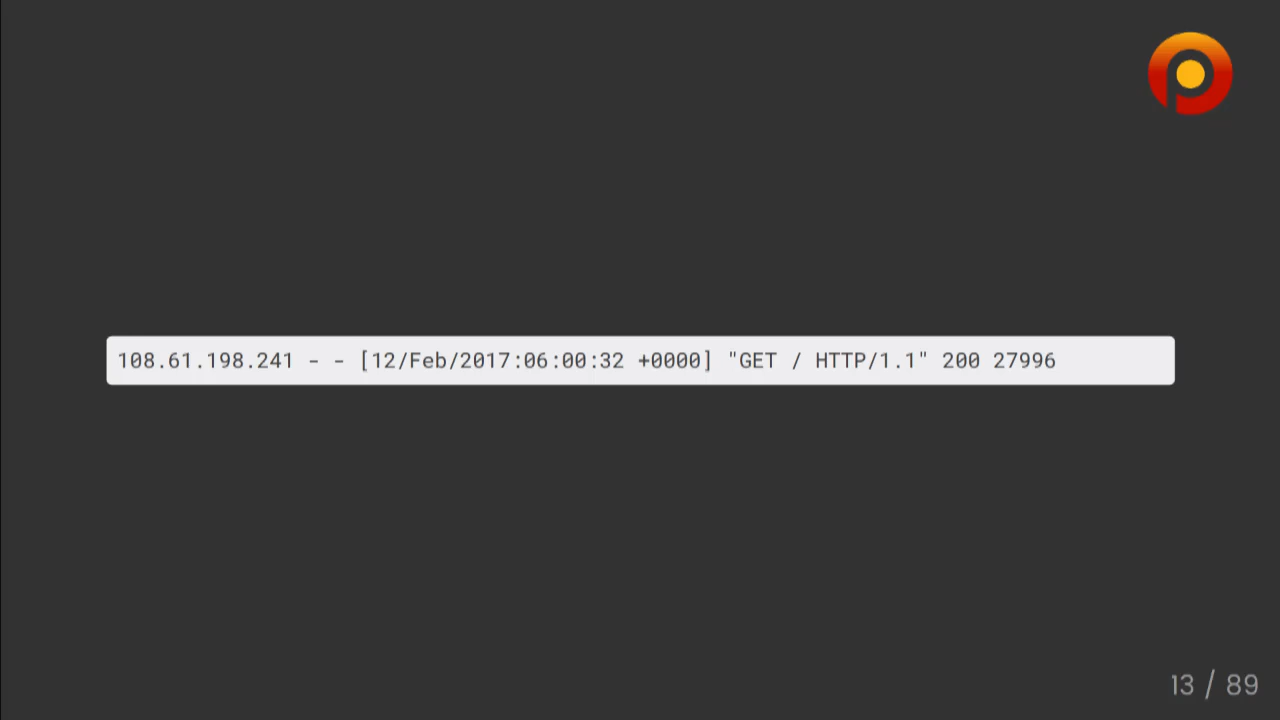 108.61.198.241 - - [12/Feb/2017:06:00:32 +0000] "GET / HTTP/1.1" 200 27996
13 / 89